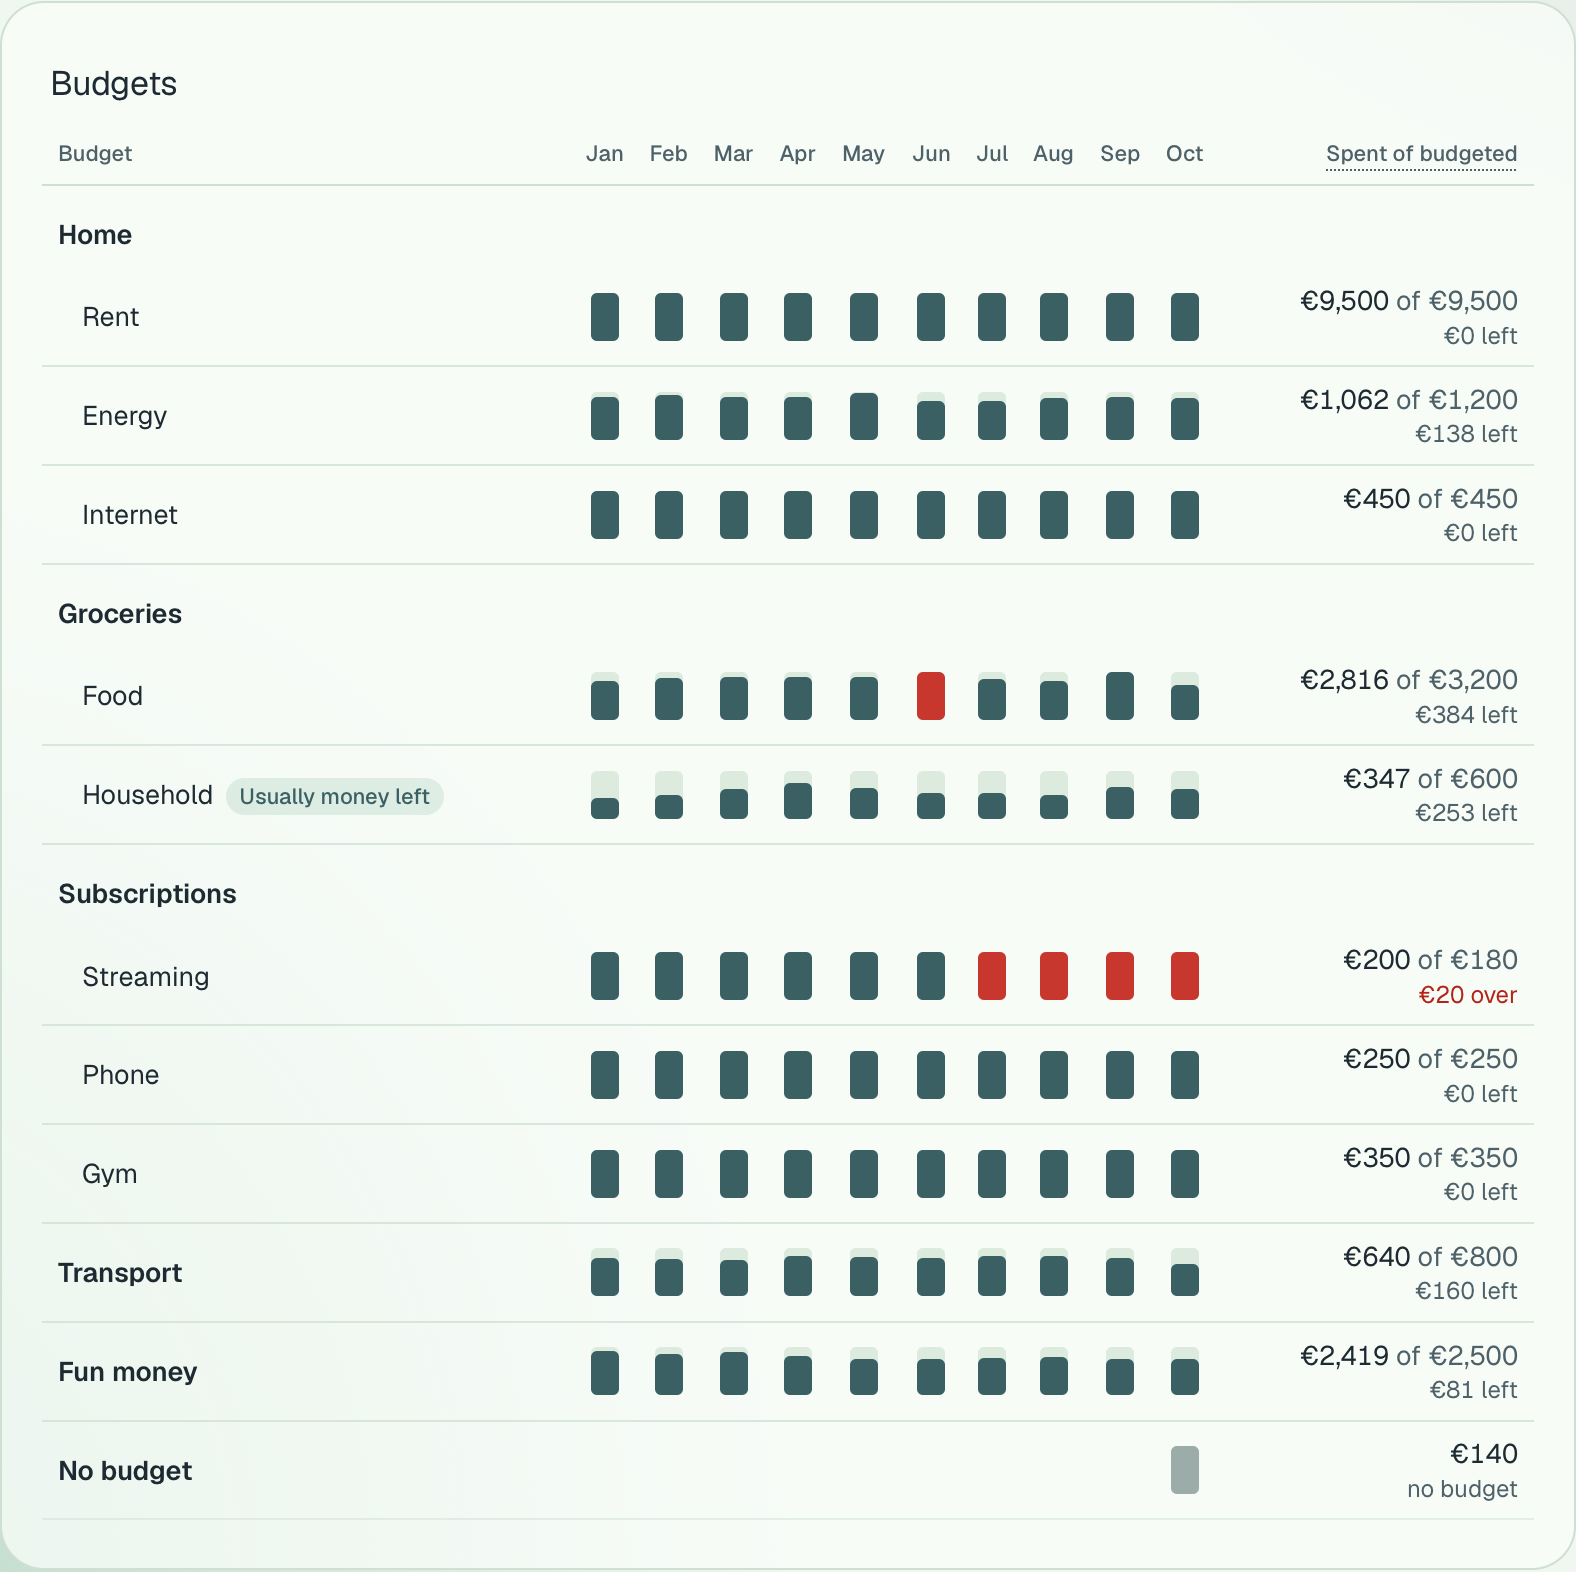 Budgets
Budget Jan Feb Mar Apr May Jun Jul Aug Sep Oct Spent of budgeted
Home
Rent €9,500 of €9,500
€0 left
Energy €1,062 of €1,200
€138 left
Internet €450 of €450
€0 left
Groceries
Food €2,816 of €3,200
€384 left
Household Usually money left €347 of €600
€253 left
Subscriptions
Streaming €200 of €180
€20 over
Phone €250 of €250
€0 left
Gym €350 of €350
€0 left
Transport €640 of €800
€160 left
Fun money €2,419 of €2,500
€81 left
No budget €140
no budget